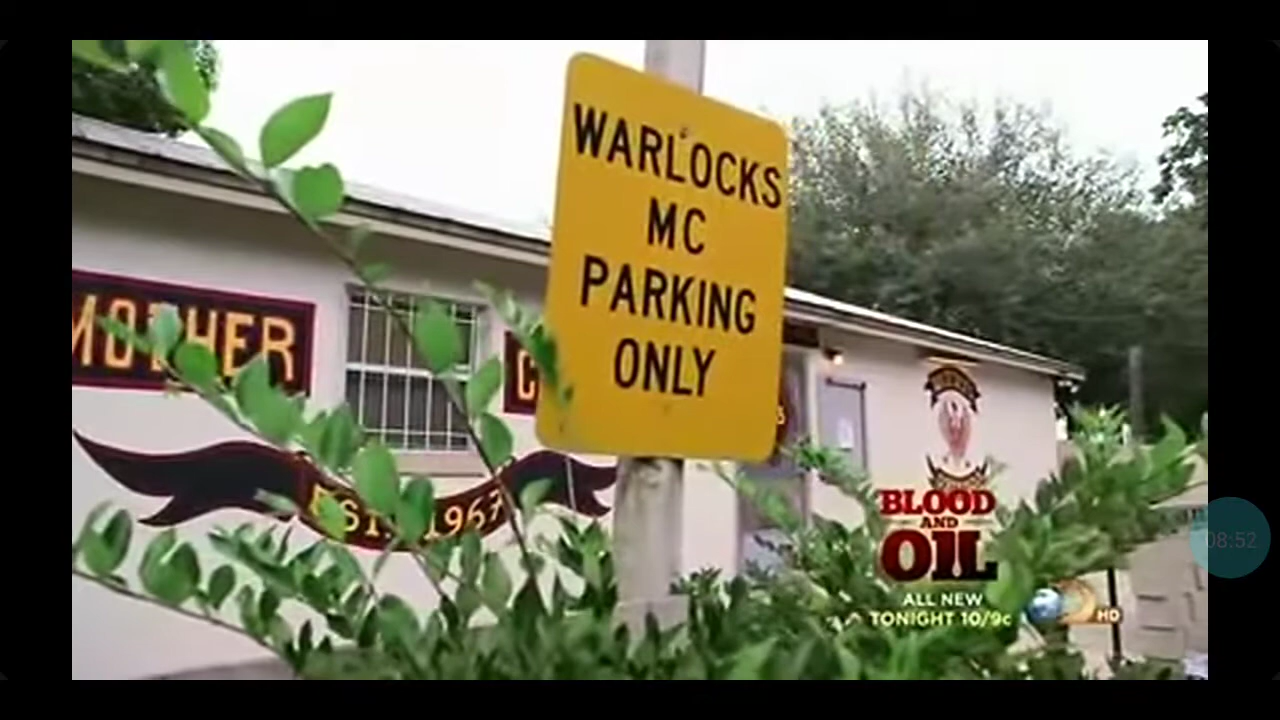 WARLOCKS
MC
PARKING
ONLY
MOTHER
EST. 1967
BLOOD
AND
OIL
ALL NEW
TONIGHT 10/9c
HD
08:52